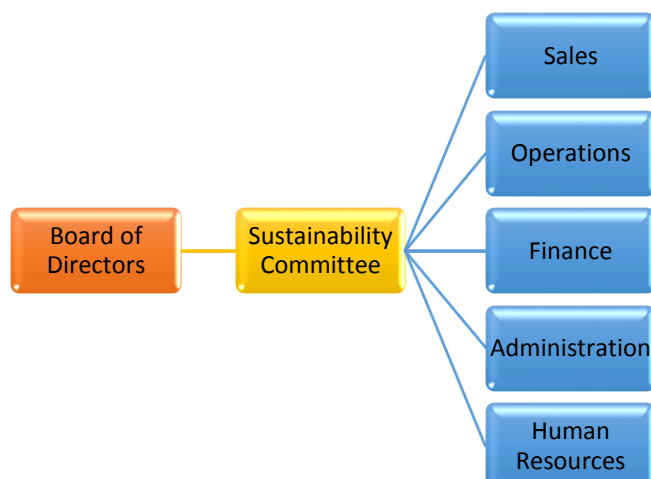 Board of
Directors
Sustainability
Committee
Sales
Operations
Finance
Administration
Human
Resources